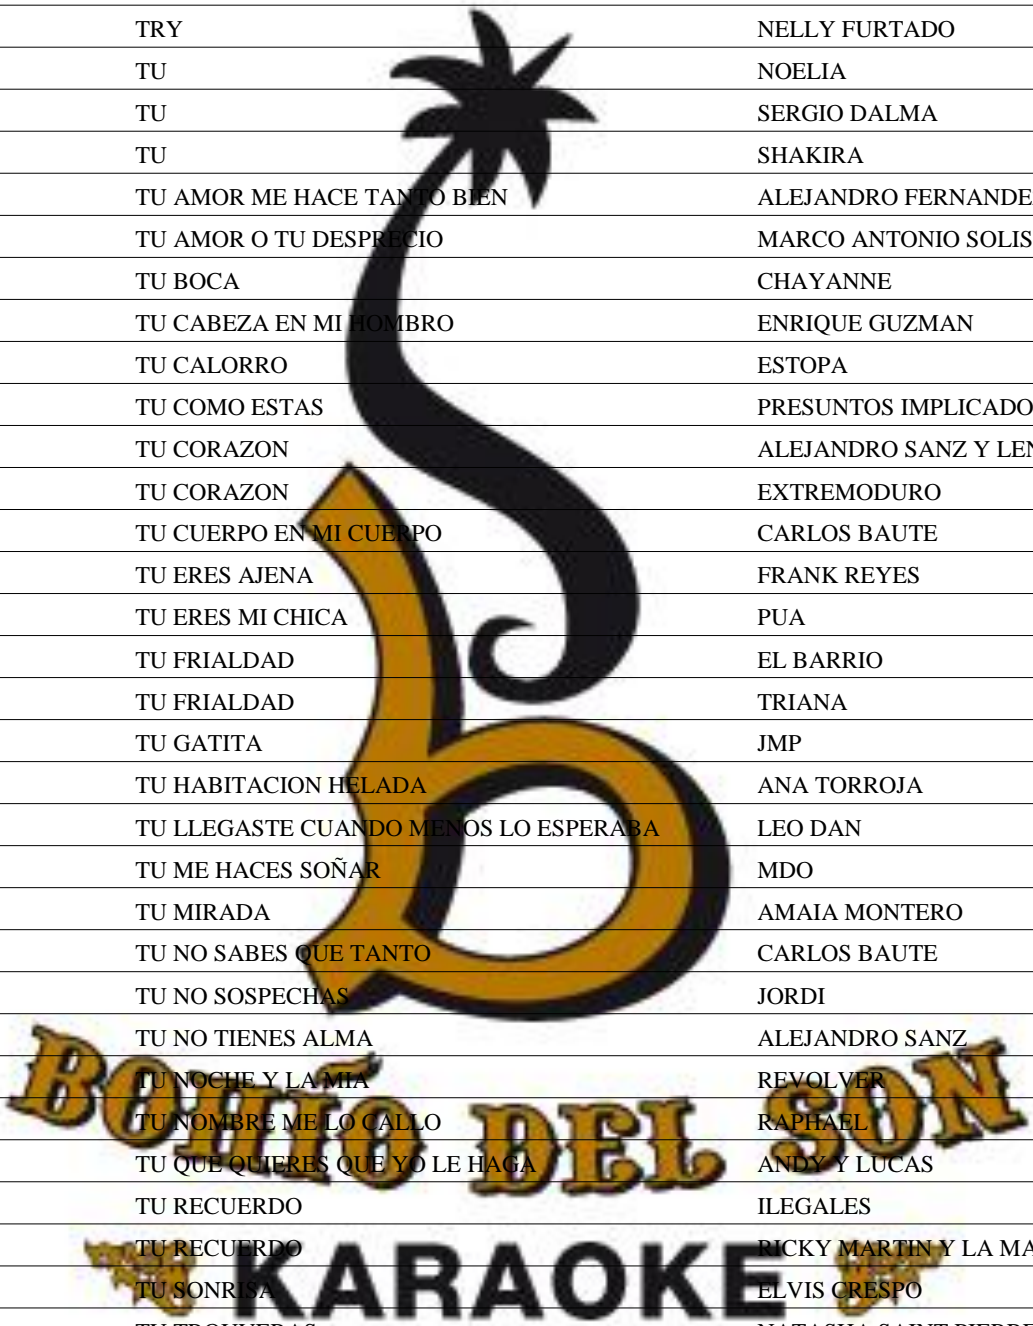 TRY NELLY FURTADO
TU NOELIA
TU SERGIO DALMA
TU SHAKIRA
TU AMOR ME HACE TANTO BIEN ALEJANDRO FERNANDE
TU AMOR O TU DESPRECIO MARCO ANTONIO SOLIS
TU BOCA CHAYANNE
TU CABEZA EN MI HOMBRO ENRIQUE GUZMAN
TU CALORRO ESTOPA
TU COMO ESTAS PRESUNTOS IMPLICADO
TU CORAZON ALEJANDRO SANZ Y LEN
TU CORAZON EXTREMODURO
TU CUERPO EN MI CUERPO CARLOS BAUTE
TU ERES AJENA FRANK REYES
TU ERES MI CHICA PUA
TU FRIALDAD EL BARRIO
TU FRIALDAD TRIANA
TU GATITA JMP
TU HABITACION HELADA ANA TORROJA
TU LLEGASTE CUANDO MENOS LO ESPERABA LEO DAN
TU ME HACES SOÑAR MDO
TU MIRADA AMAIA MONTERO
TU NO SABES QUE TANTO CARLOS BAUTE
TU NO SOSPECHAS JORDI
TU NO TIENES ALMA ALEJANDRO SANZ
TU NOCHE Y LA MIA REVOLVER
TU NOMBRE ME LO CALLO RAPHAEL
TU QUE QUIERES QUE YO LE HAGA ANDY Y LUCAS
TU RECUERDO ILEGALES
TU RECUERDO RICKY MARTIN Y LA MA
TU SONRISA ELVIS CRESPO
b
BOHÍO DEL SON
KARAOKE